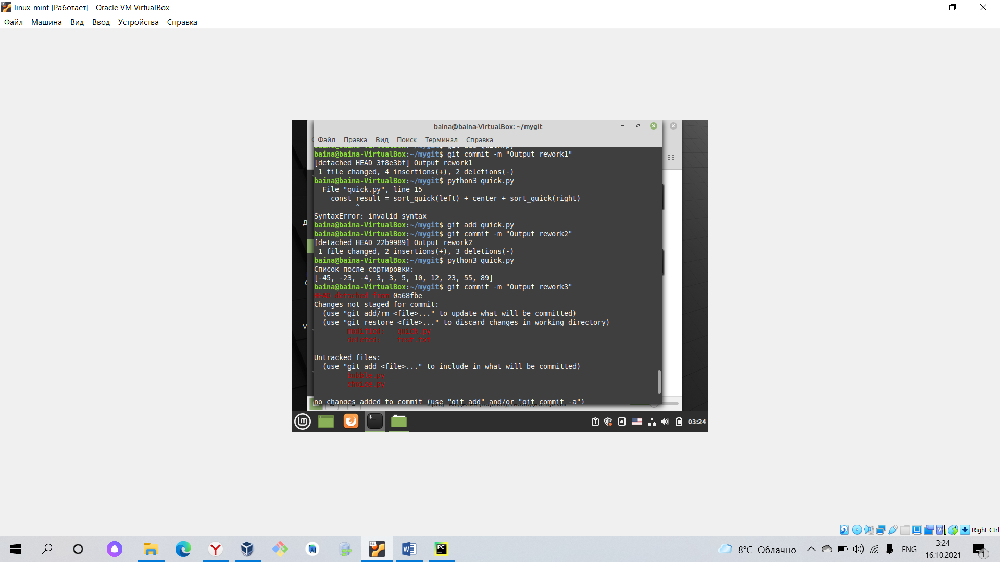 linux-mint [Работает] - Oracle VM VirtualBox
Файл Машина Вид Ввод Устройства Справка
baina@baina-VirtualBox: ~/mygit
Файл Правка Вид Поиск Терминал Справка
baina@baina-VirtualBox:~/mygit$ git commit -m "Output rework1"
[detached HEAD 3f8e3bf] Output rework1
1 file changed, 4 insertions(+), 2 deletions(-)
baina@baina-VirtualBox:~/mygit$ python3 quick.py
File "quick.py", line 15
const result = sort_quick(left) + center + sort_quick(right)
^
SyntaxError: invalid syntax
baina@baina-VirtualBox:~/mygit$ git add quick.py
baina@baina-VirtualBox:~/mygit$ git commit -m "Output rework2"
[detached HEAD 22b9989] Output rework2
1 file changed, 2 insertions(+), 3 deletions(-)
baina@baina-VirtualBox:~/mygit$ python3 quick.py
Список после сортировки:
[-45, -23, -4, 3, 3, 5, 10, 12, 23, 55, 89]
baina@baina-VirtualBox:~/mygit$ git commit -m "Output rework3"
HEAD detached from 0a68fbe
Changes not staged for commit:
(use "git add/rm <file>..." to update what will be committed)
(use "git restore <file>..." to discard changes in working directory)
modified: quick.py
deleted: test.txt
Untracked files:
(use "git add <file>..." to include in what will be committed)
bubble.py
choice.py
no changes added to commit (use "git add" and/or "git commit -a")
03:24
Right Ctrl
8°C Облачно
ENG
3:24
16.10.2021
1